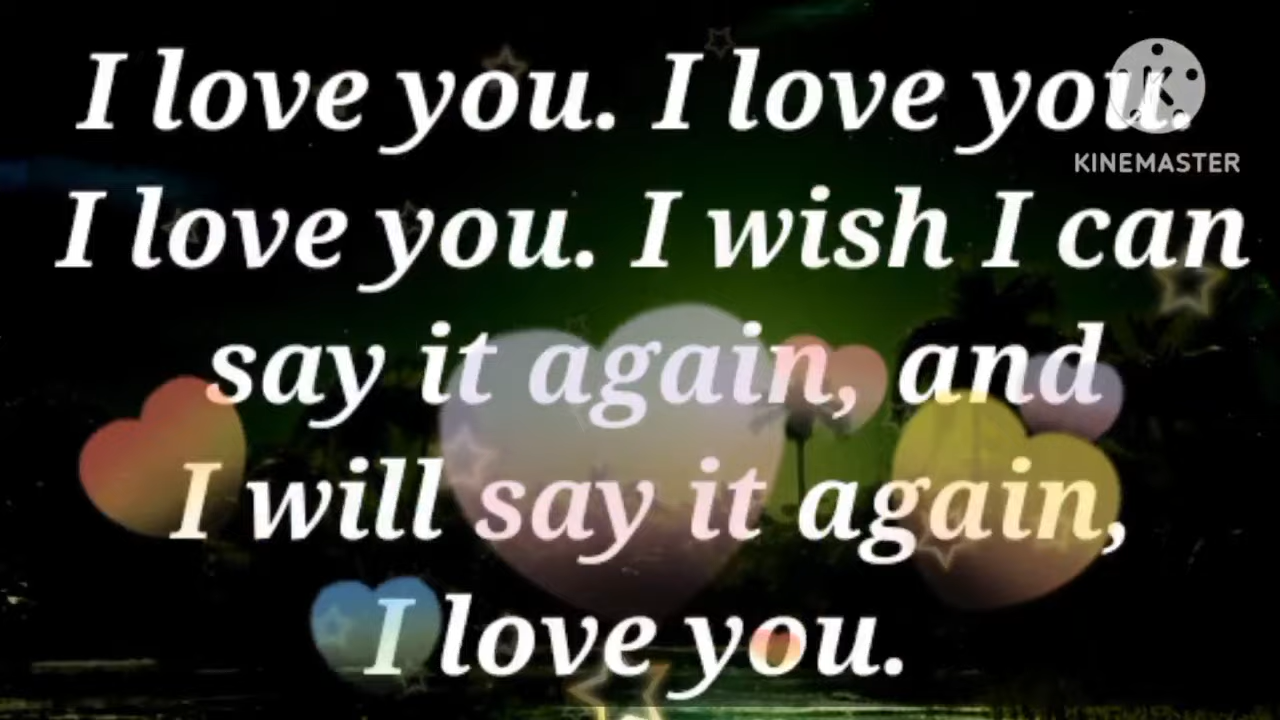 I love you. I love you.
KINEMASTER
I love you. I wish I can
say it again, and
I will say it again,
I love you.